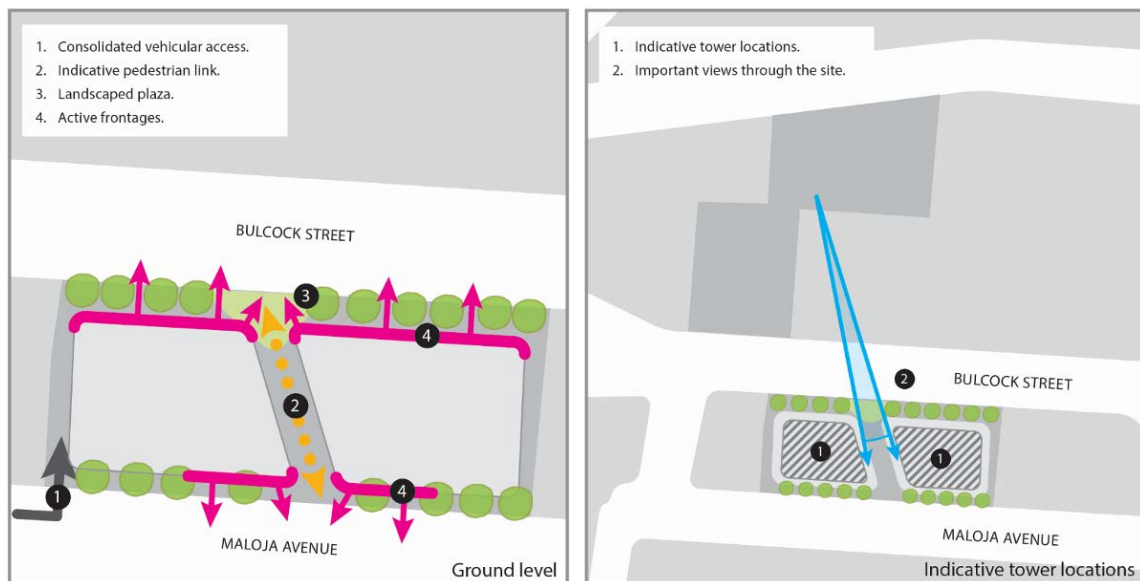 1. Consolidated vehicular access.
2. Indicative pedestrian link.
3. Landscaped plaza.
4. Active frontages.
BULCOCK STREET
3
4
2
4
1
MALOJA AVENUE
Ground level
1. Indicative tower locations.
2. Important views through the site.
2
BULCOCK STREET
1
1
MALOJA AVENUE
Indicative tower locations